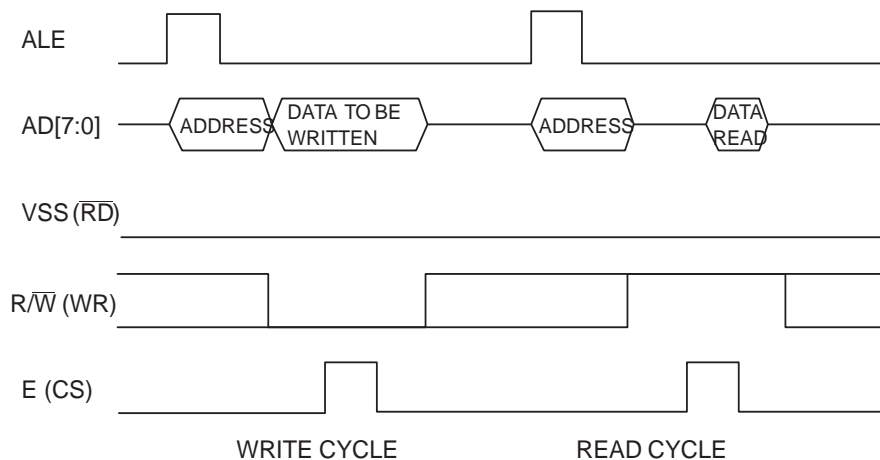 ALE
AD[7:0]
ADDRESS
DATA TO BE
WRITTEN
ADDRESS
DATA
READ
VSS (R̅D̅)
R/W̅ (WR)
E (CS)
WRITE CYCLE
READ CYCLE